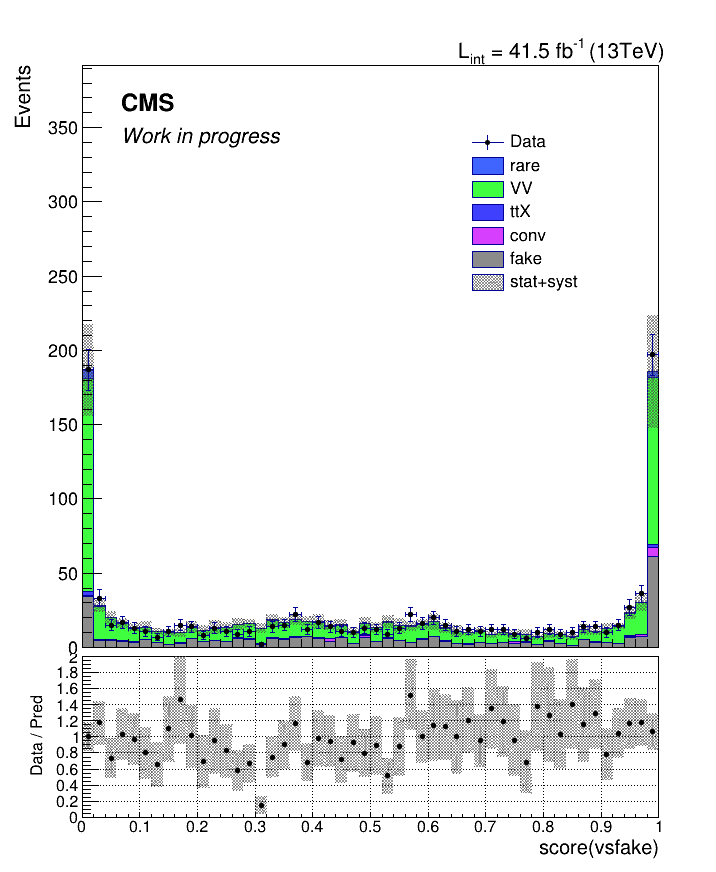 L_int = 41.5 fb^-1 (13TeV)
Events
CMS
Work in progress
Data
rare
VV
ttX
conv
fake
stat+syst
350
300
250
200
150
100
50
0
Data / Pred
2
1.8
1.6
1.4
1.2
1
0.8
0.6
0.4
0.2
0
0 0.1 0.2 0.3 0.4 0.5 0.6 0.7 0.8 0.9 1
score(vsfake)